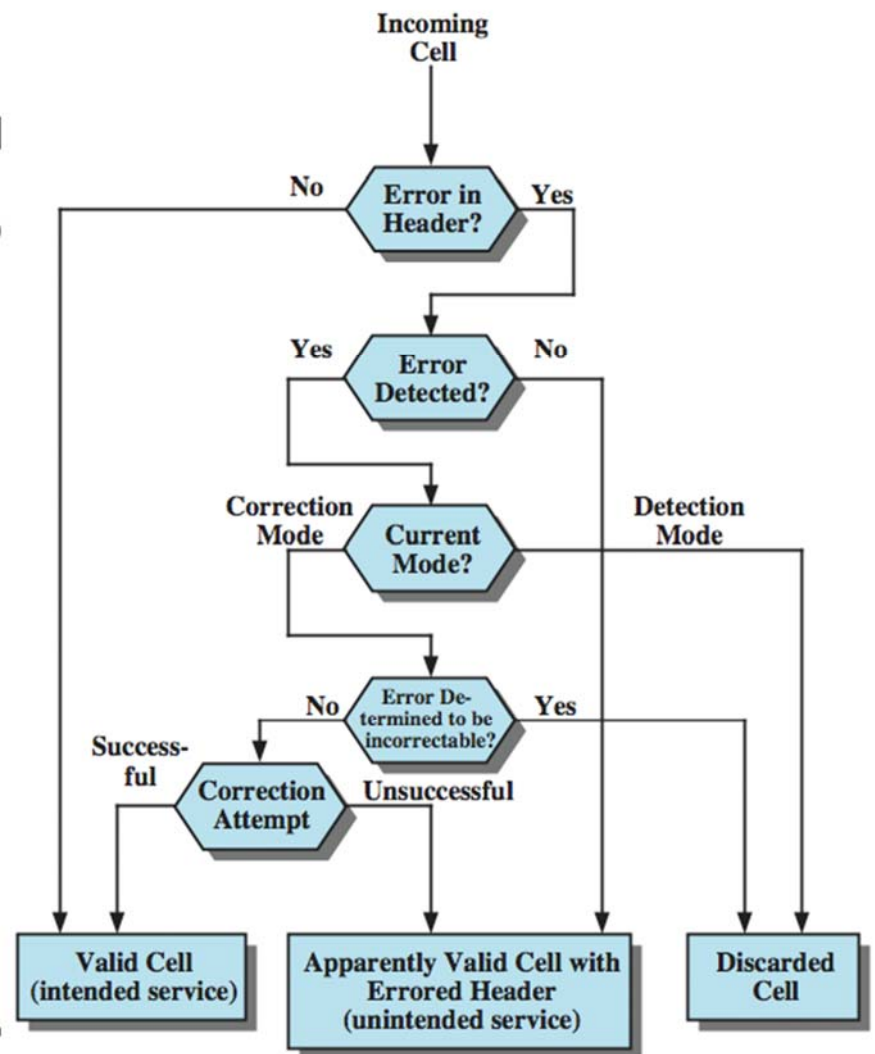 Incoming
Cell
No
Error in
Header?
Yes
Yes
Error
Detected?
No
Correction
Mode
Current
Mode?
Detection
Mode
No
Error De-
termined to be
incorrectable?
Yes
Success-
ful
Correction
Attempt
Unsuccessful
Valid Cell
(intended service)
Apparently Valid Cell with
Errored Header
(unintended service)
Discarded
Cell